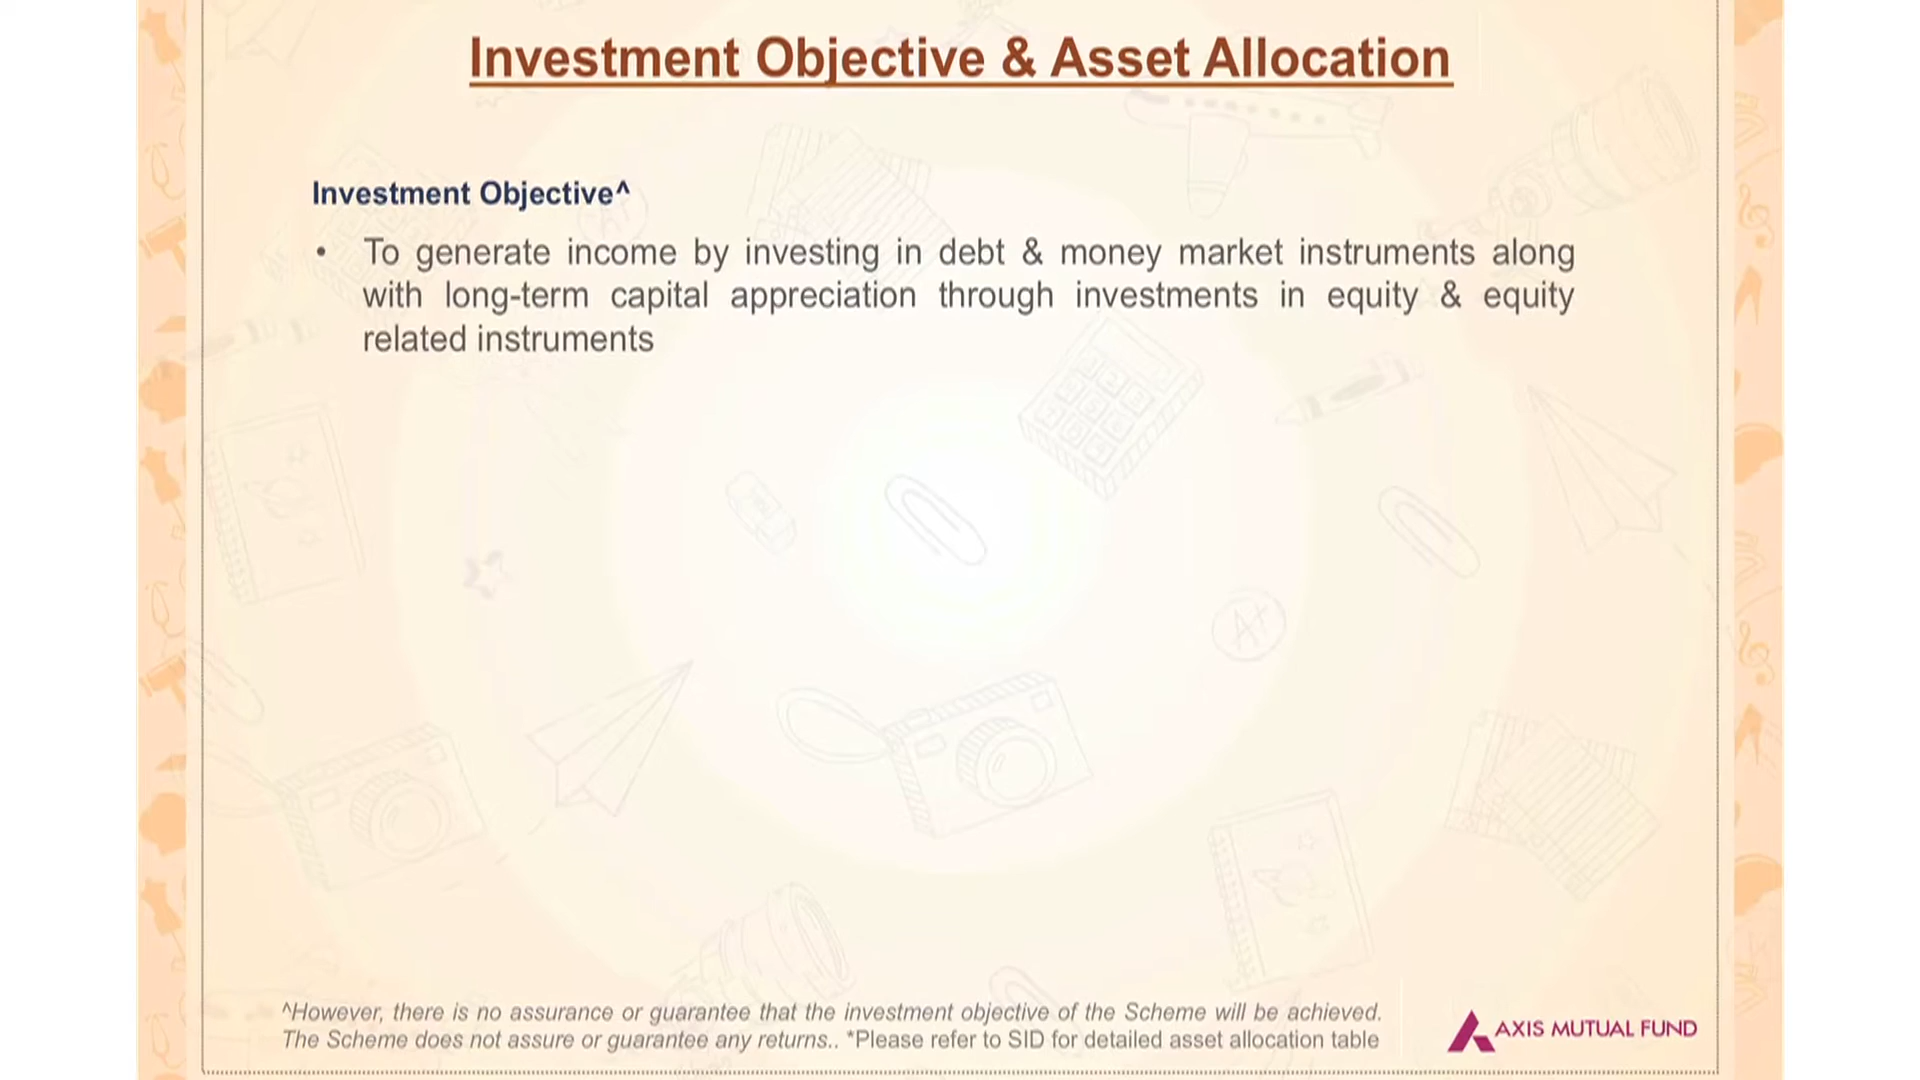 Investment Objective & Asset Allocation
Investment Objective^
• To generate income by investing in debt & money market instruments along
with long-term capital appreciation through investments in equity & equity
related instruments
^However, there is no assurance or guarantee that the investment objective of the Scheme will be achieved.
The Scheme does not assure or guarantee any returns.. *Please refer to SID for detailed asset allocation table
AXIS MUTUAL FUND
A+